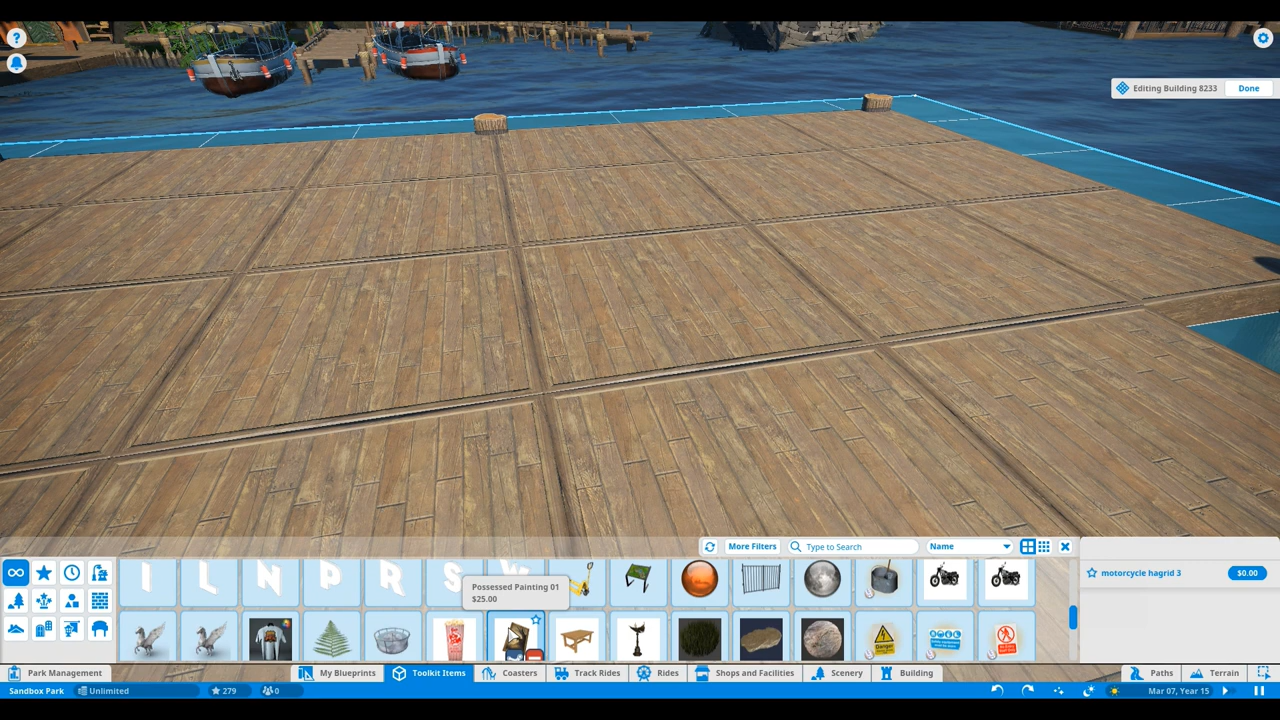 ?
Editing Building 8233
Done
More Filters
Type to Search
Name
I L N P R S
Possessed Painting 01
$25.00
motorcycle hagrid 3
$0.00
Danger
Park Management
My Blueprints
Toolkit Items
Coasters
Track Rides
Rides
Shops and Facilities
Scenery
Building
Paths
Terrain
Sandbox Park
Unlimited
279
0
Mar 07, Year 15